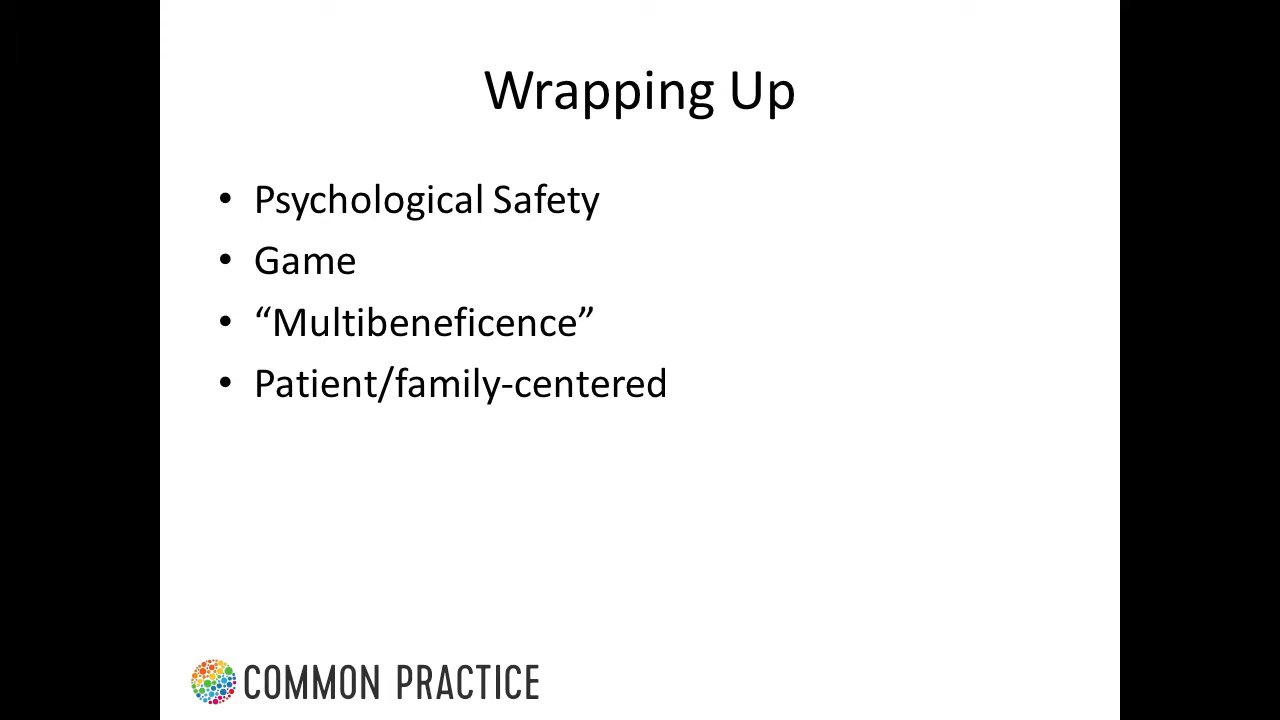 Wrapping Up
• Psychological Safety
• Game
• “Multibeneficence”
• Patient/family-centered
COMMON PRACTICE